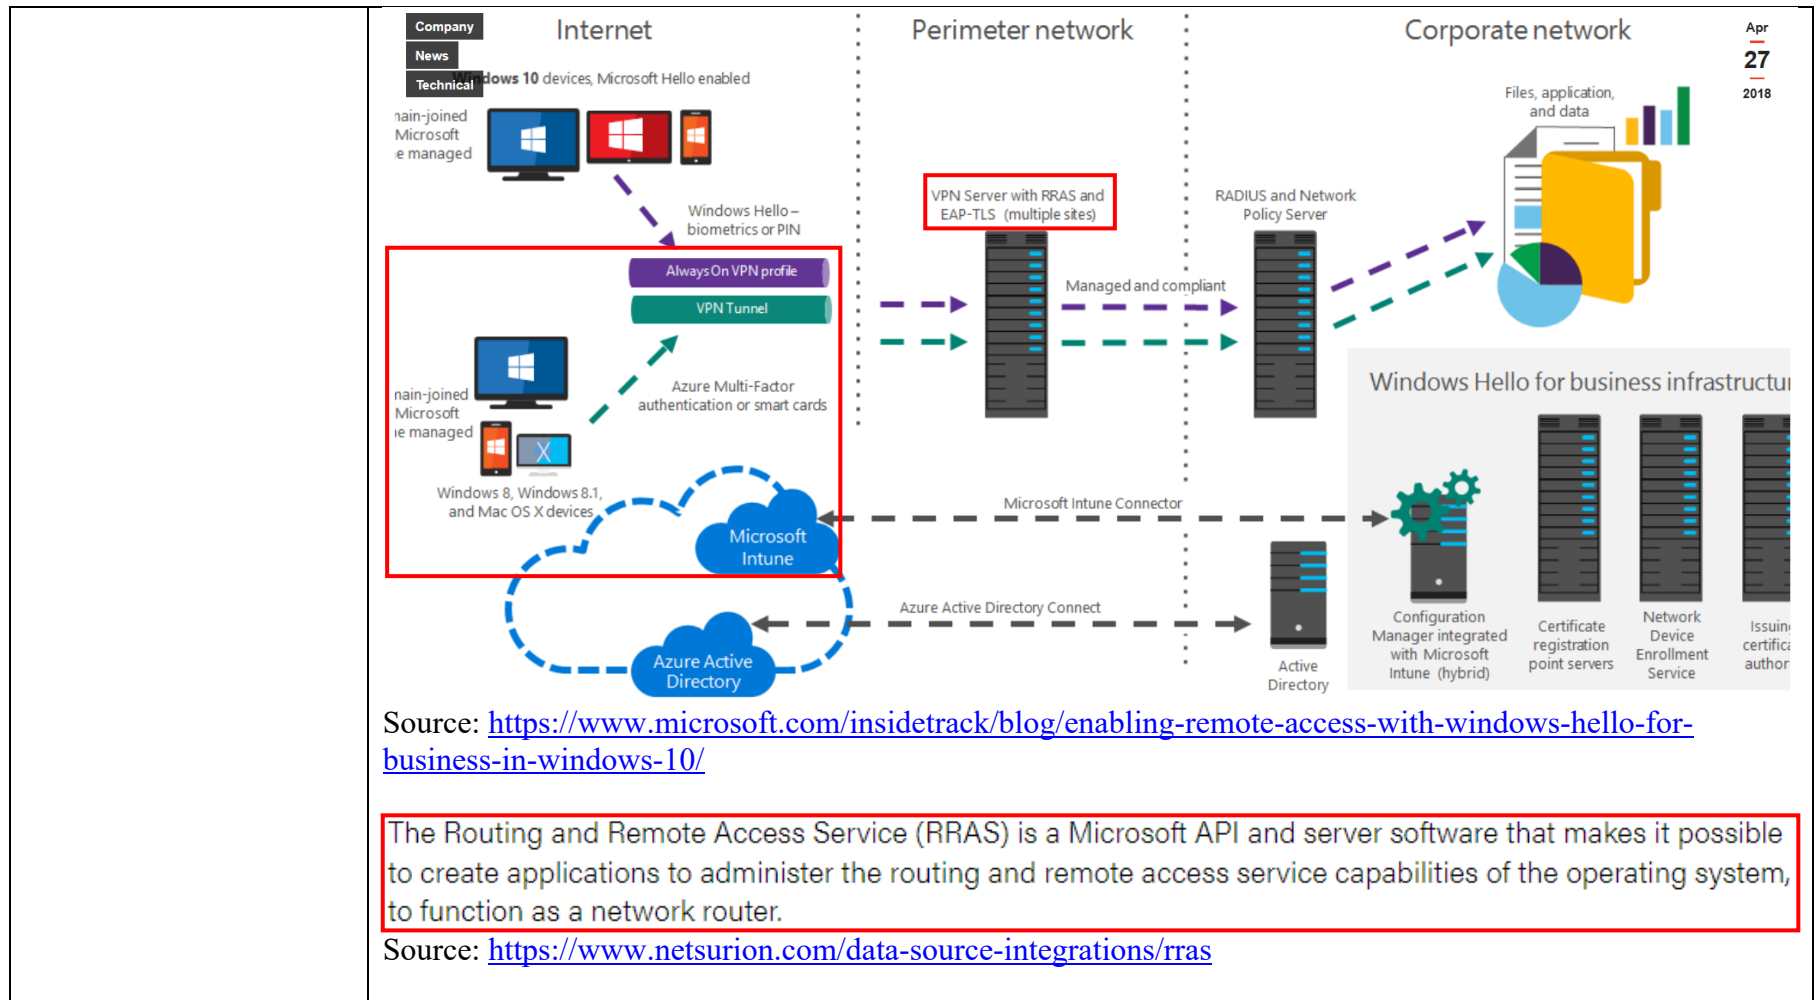 Company
News
Technical
Internet
Perimeter network
Corporate network
Apr
27
2018
dows 10 devices, Microsoft Hello enabled
nain-joined
Microsoft
e managed
Windows Hello –
biometrics or PIN
Always On VPN profile
VPN Tunnel
Azure Multi-Factor
authentication or smart cards
nain-joined
Microsoft
e managed
X
Windows 8, Windows 8.1,
and Mac OS X devices
Microsoft
Intune
Azure Active
Directory
VPN Server with RRAS and
EAP-TLS (multiple sites)
Managed and compliant
RADIUS and Network
Policy Server
Files, application,
and data
Microsoft Intune Connector
Azure Active Directory Connect
Active
Directory
Windows Hello for business infrastructu
Configuration
Manager integrated
with Microsoft
Intune (hybrid)
Certificate
registration
point servers
Network
Device
Enrollment
Service
Issuin
certifica
author
Source: https://www.microsoft.com/insidetrack/blog/enabling-remote-access-with-windows-hello-for-
business-in-windows-10/
The Routing and Remote Access Service (RRAS) is a Microsoft API and server software that makes it possible
to create applications to administer the routing and remote access service capabilities of the operating system,
to function as a network router.
Source: https://www.netsurion.com/data-source-integrations/rras